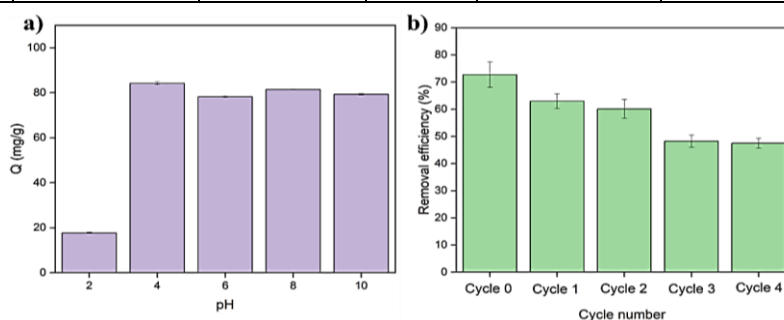 a)
100
80
60
40
20
0
Q (mg/g)
2 4 6 8 10
pH
b)
90
80
70
60
50
40
30
20
10
0
Removal efficiency (%)
Cycle 0 Cycle 1 Cycle 2 Cycle 3 Cycle 4
Cycle number